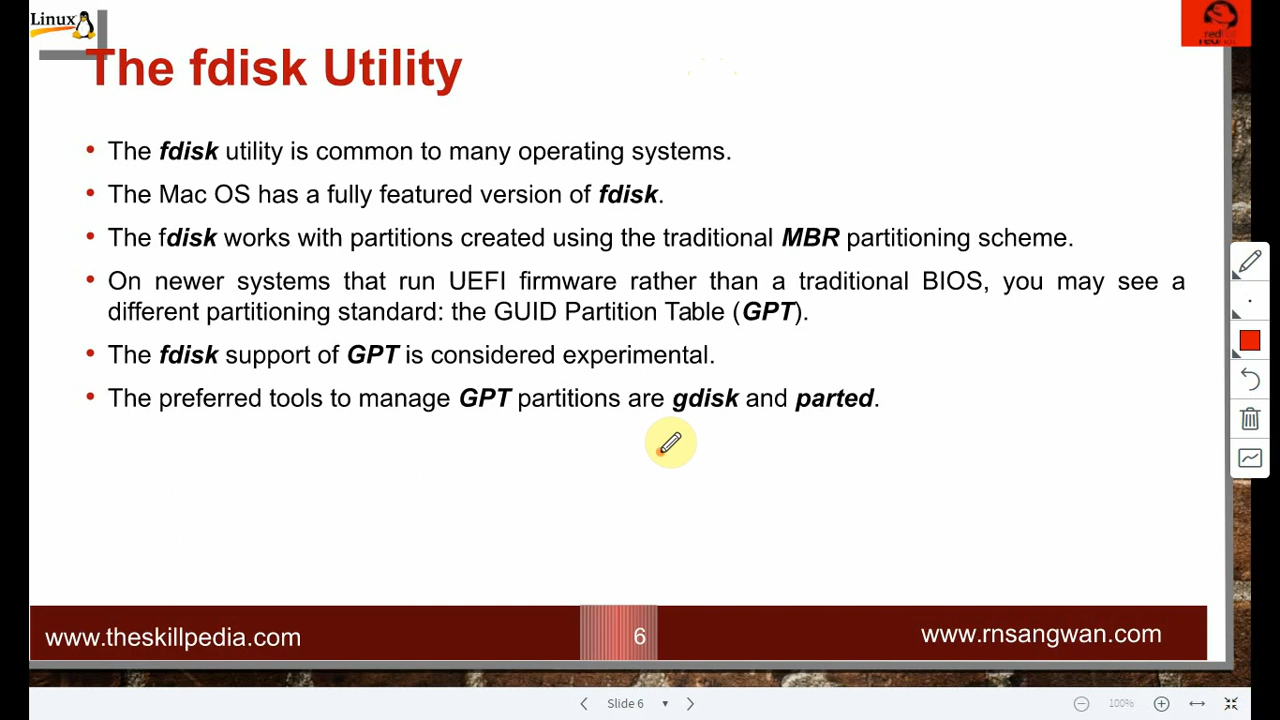 Linux
The fdisk Utility
• The fdisk utility is common to many operating systems.
• The Mac OS has a fully featured version of fdisk.
• The fdisk works with partitions created using the traditional MBR partitioning scheme.
• On newer systems that run UEFI firmware rather than a traditional BIOS, you may see a
different partitioning standard: the GUID Partition Table (GPT).
• The fdisk support of GPT is considered experimental.
• The preferred tools to manage GPT partitions are gdisk and parted.
www.theskillpedia.com
6
www.rnsangwan.com
Slide 6
100%